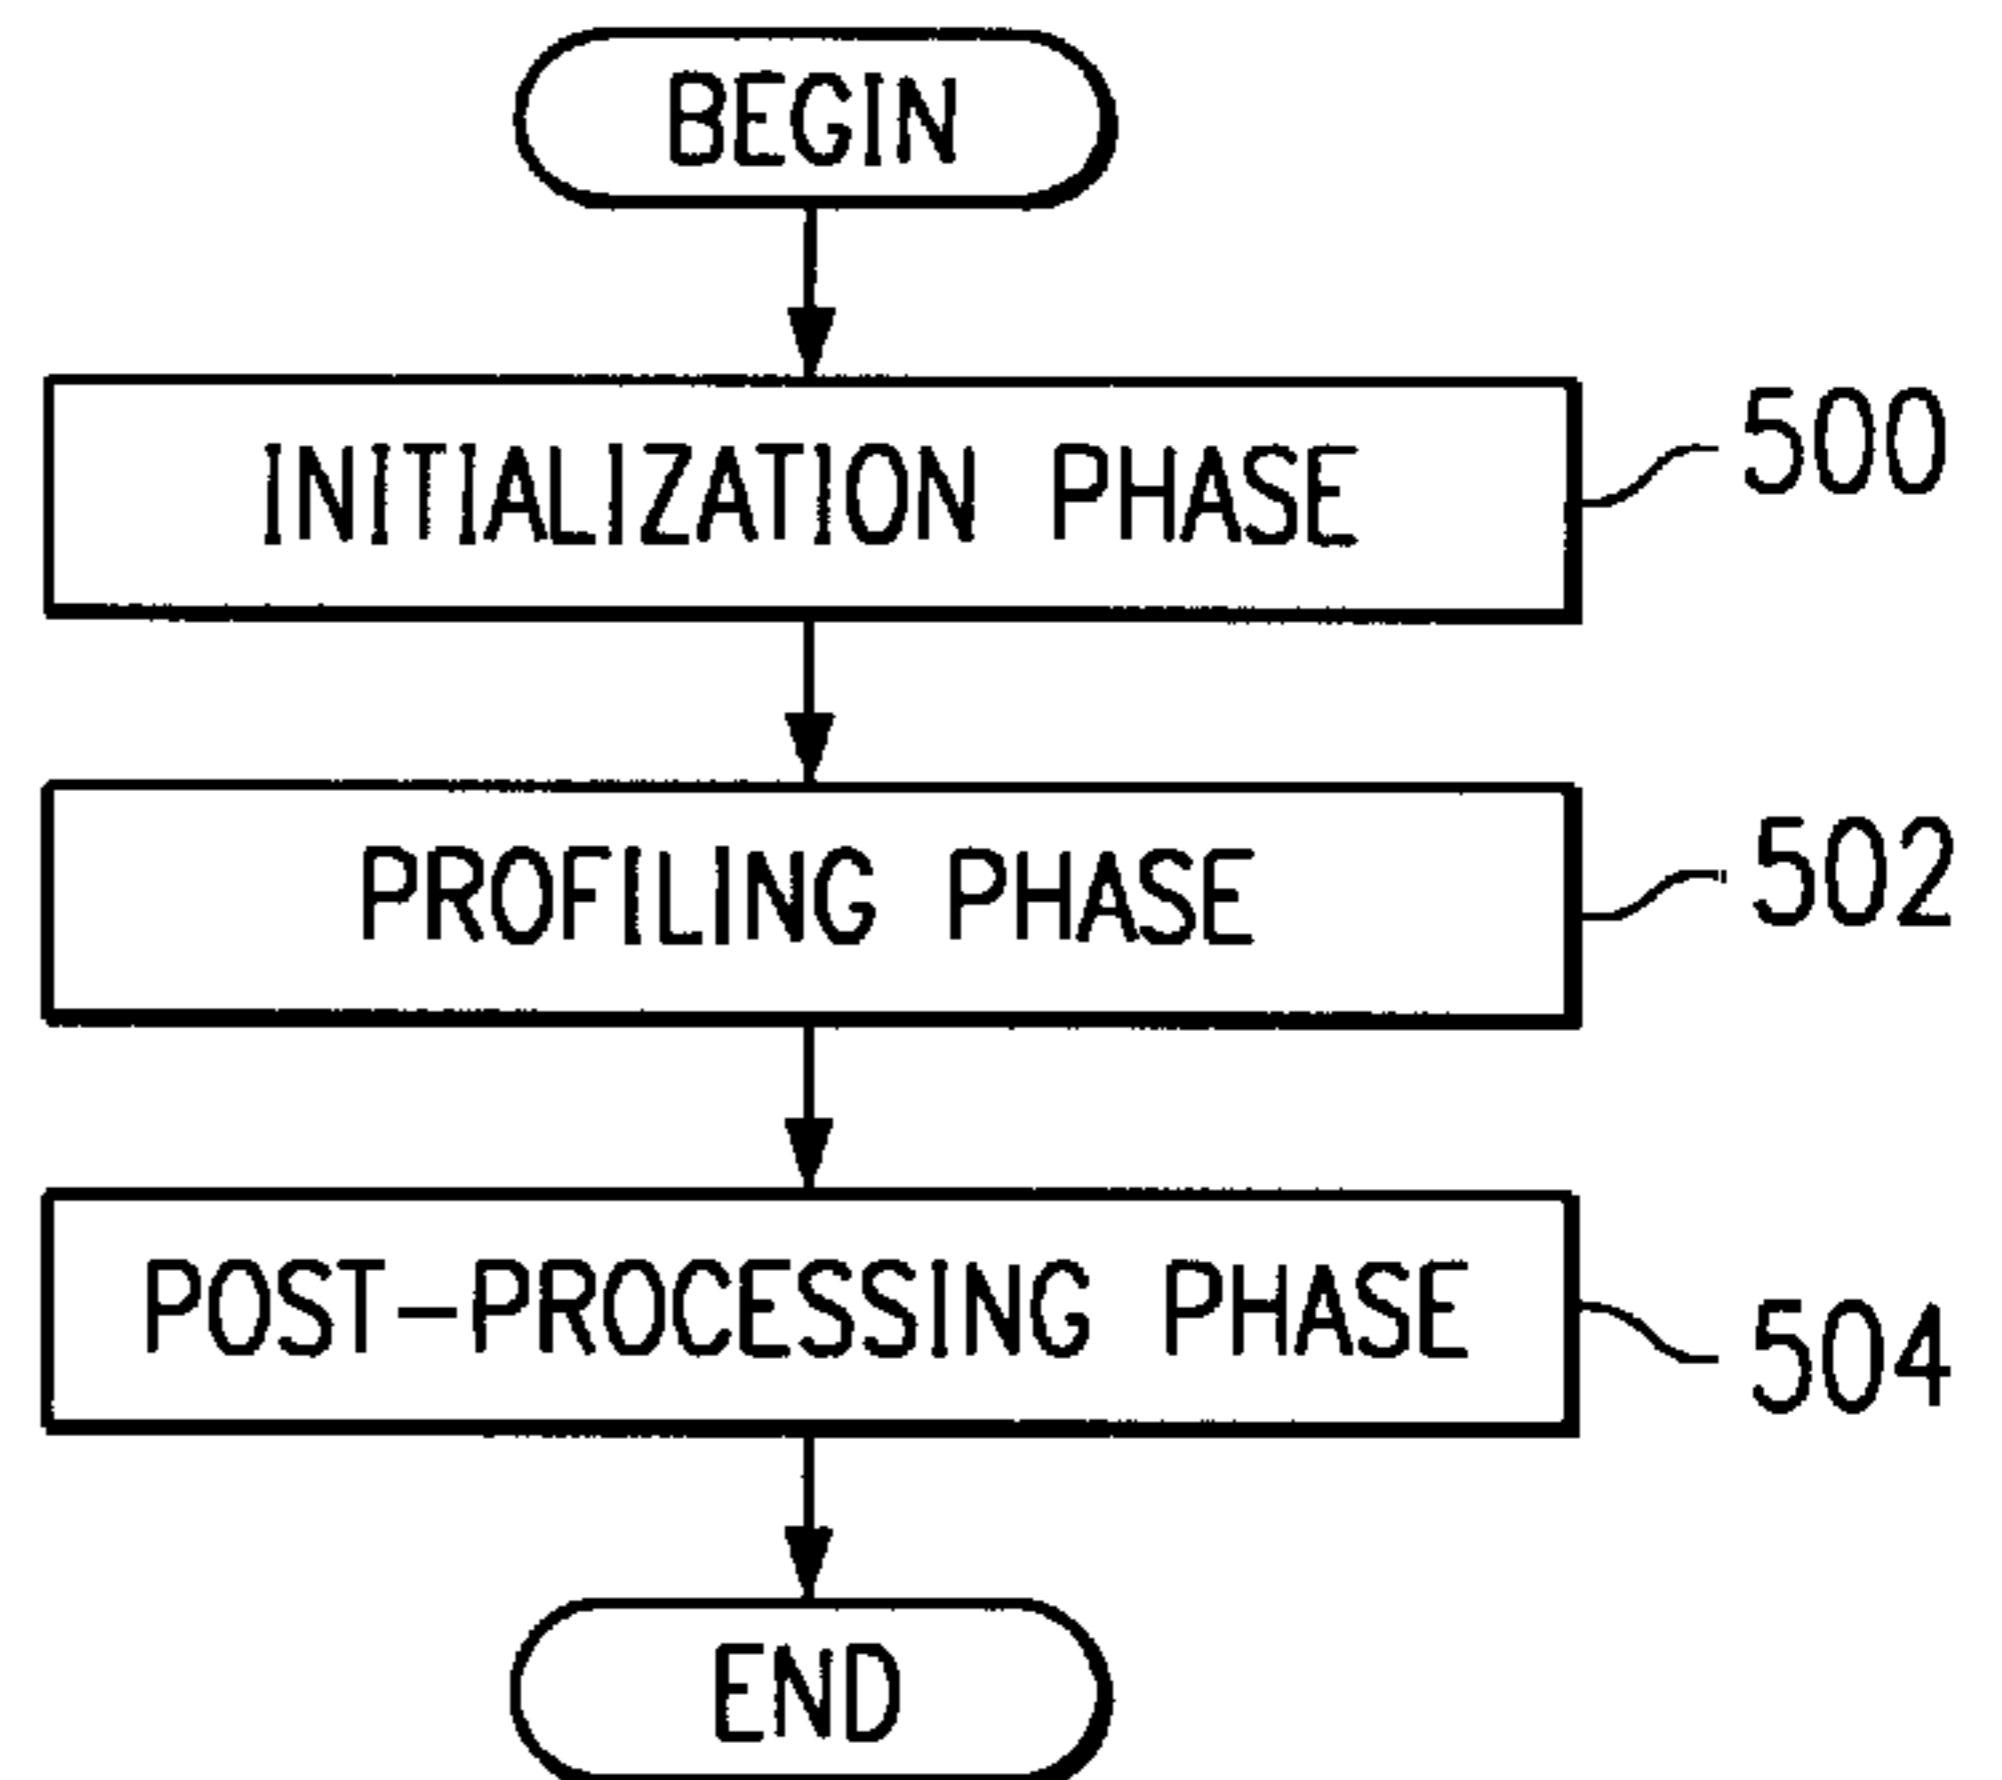 BEGIN
INITIALIZATION PHASE
500
PROFILING PHASE
502
POST-PROCESSING PHASE
504
END